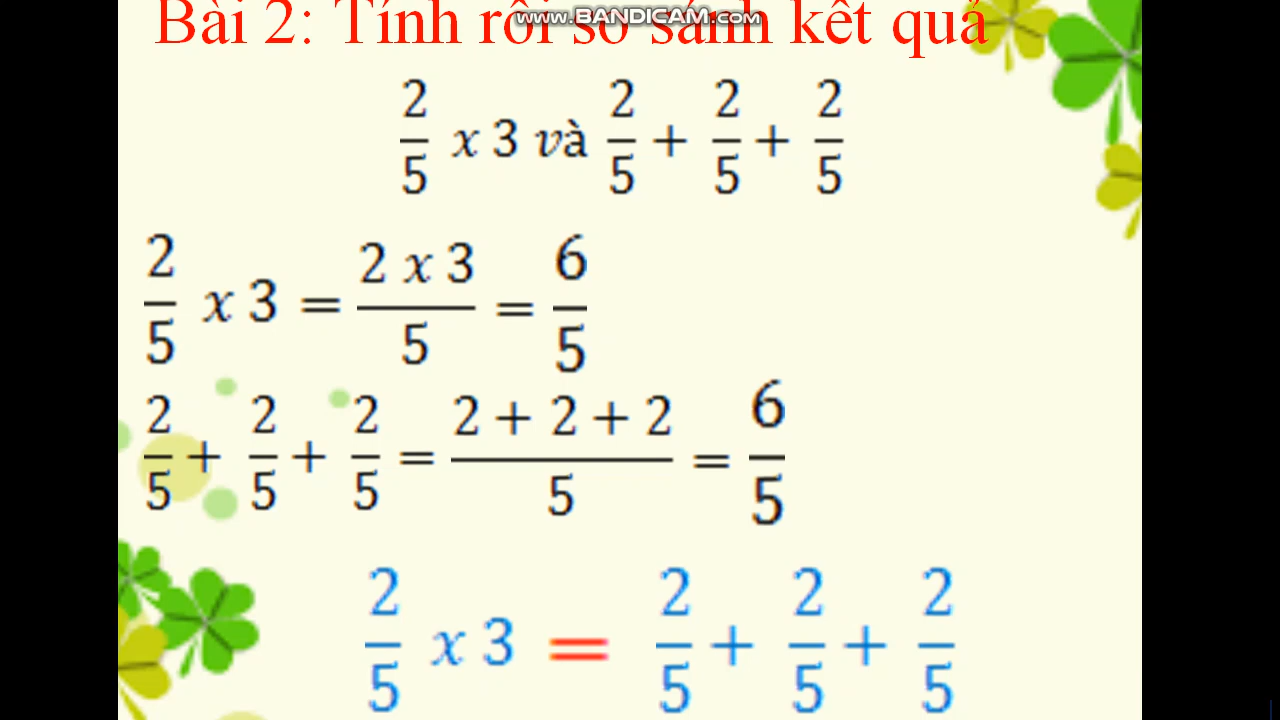 www.BANDICAM.com
Bài 2: Tính rồi so sánh kết quả
2/5 x 3 và 2/5 + 2/5 + 2/5
2/5 x 3 = 2 x 3/5 = 6/5
2/5 + 2/5 + 2/5 = 2 + 2 + 2/5 = 6/5
2/5 x 3 = 2/5 + 2/5 + 2/5